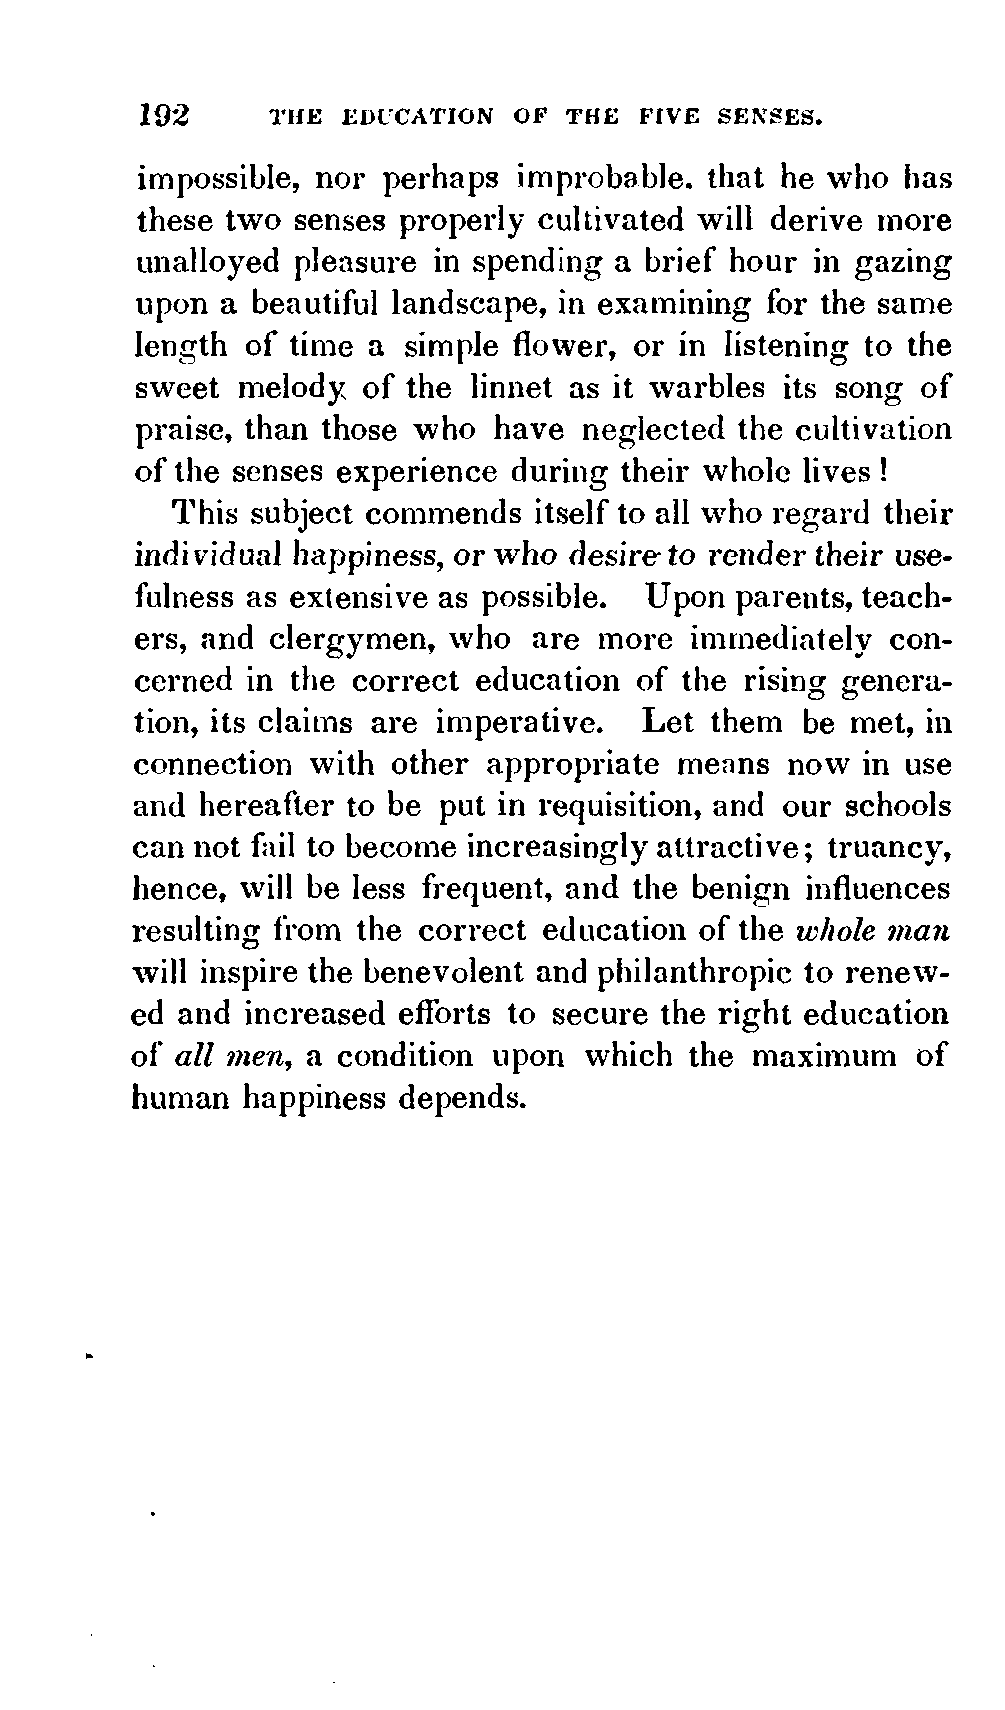 192 THE EDUCATION OF THE FIVE SENSES.
impossible, nor perhaps improbable. that he who has
these two senses properly cultivated will derive more
unalloyed pleasure in spending a brief hour in gazing
upon a beautiful landscape, in examining for the same
length of time a simple flower, or in listening to the
sweet melody of the linnet as it warbles its song of
praise, than those who have neglected the cultivation
of the senses experience during their whole lives!
This subject commends itself to all who regard their
individual happiness, or who desire to render their use-
fulness as extensive as possible. Upon parents, teach-
ers, and clergymen, who are more immediately con-
cerned in the correct education of the rising genera-
tion, its claims are imperative. Let them be met, in
connection with other appropriate means now in use
and hereafter to be put in requisition, and our schools
can not fail to become increasingly attractive; truancy,
hence, will be less frequent, and the benign influences
resulting from the correct education of the whole man
will inspire the benevolent and philanthropic to renew-
ed and increased efforts to secure the right education
of all men, a condition upon which the maximum of
human happiness depends.